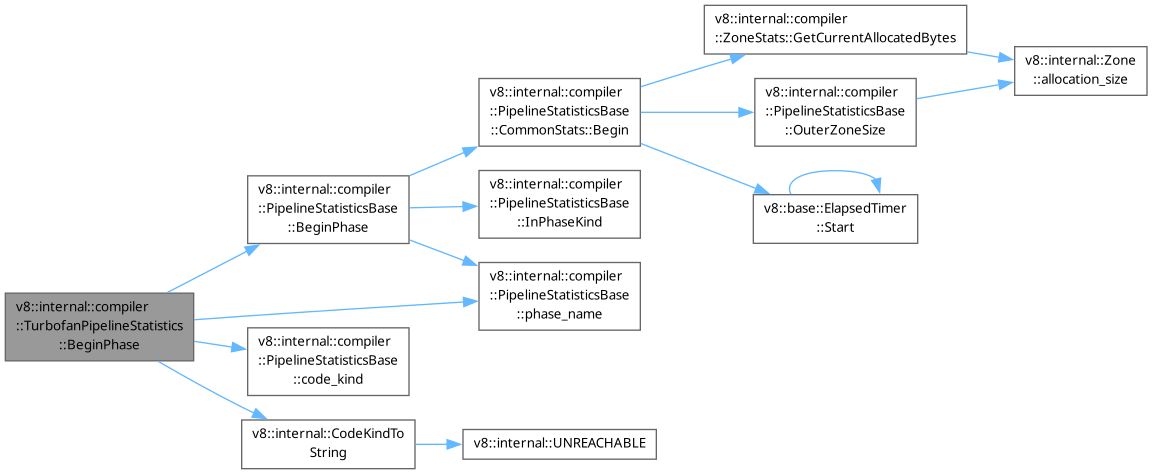 v8::internal::compiler
::ZoneStats::GetCurrentAllocatedBytes
v8::internal::Zone
::allocation_size
v8::internal::compiler
::PipelineStatisticsBase
::CommonStats::Begin
v8::internal::compiler
::PipelineStatisticsBase
::OuterZoneSize
v8::internal::compiler
::PipelineStatisticsBase
::BeginPhase
v8::internal::compiler
::PipelineStatisticsBase
::InPhaseKind
v8::base::ElapsedTimer
::Start
v8::internal::compiler
::PipelineStatisticsBase
::phase_name
v8::internal::compiler
::TurbofanPipelineStatistics
::BeginPhase
v8::internal::compiler
::PipelineStatisticsBase
::code_kind
v8::internal::CodeKindTo
String
v8::internal::UNREACHABLE